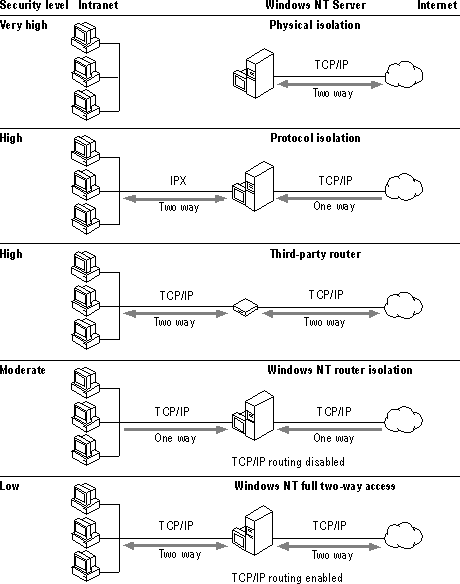 Security level Intranet Windows NT Server Internet
Very high Physical isolation
TCP/IP
Two way
High Protocol isolation
IPX TCP/IP
Two way One way
High Third-party router
TCP/IP TCP/IP
Two way Two way
Moderate Windows NT router isolation
TCP/IP TCP/IP
One way One way
TCP/IP routing disabled
Low Windows NT full two-way access
TCP/IP TCP/IP
Two way Two way
TCP/IP routing enabled